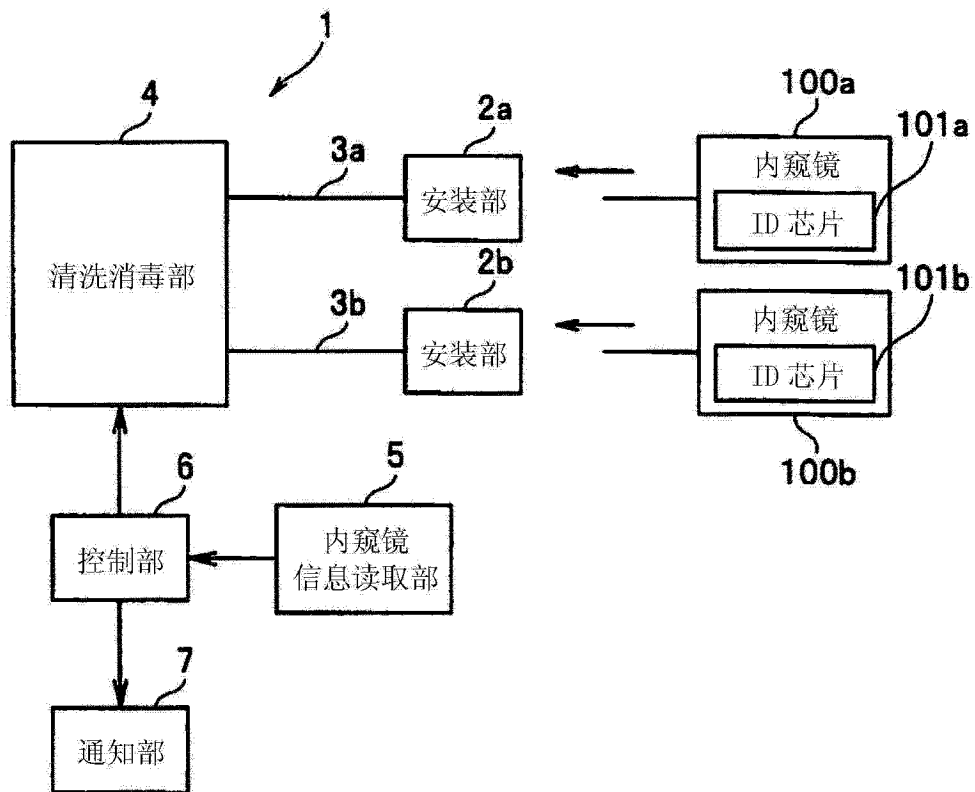 1
4
100a
2a
101a
3a
内窥镜
安装部
ID 芯片
清洗消毒部
2b
101b
3b
内窥镜
安装部
ID 芯片
100b
6
5
控制部
内窥镜
信息读取部
7
通知部